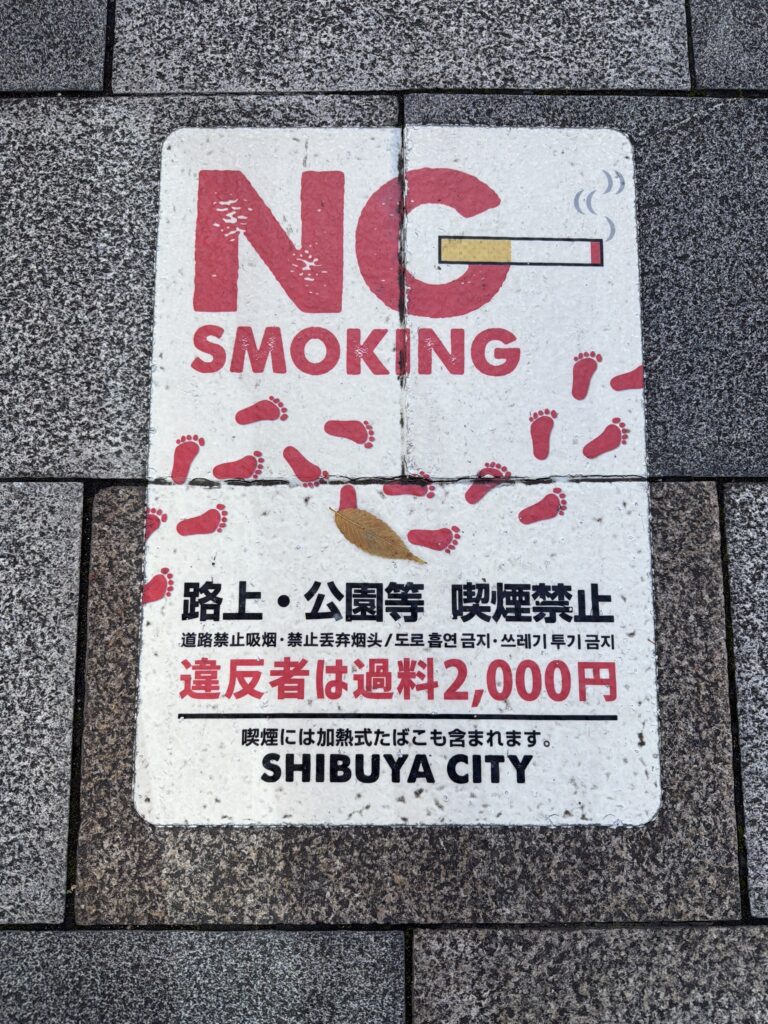 NO
SMOKING
路上・公園等 喫煙禁止
道路禁止吸烟・禁止丢弃烟头/도로 흡연 금지・쓰레기 투기 금지
違反者は過料2,000円
喫煙には加熱式たばこも含まれます。
SHIBUYA CITY